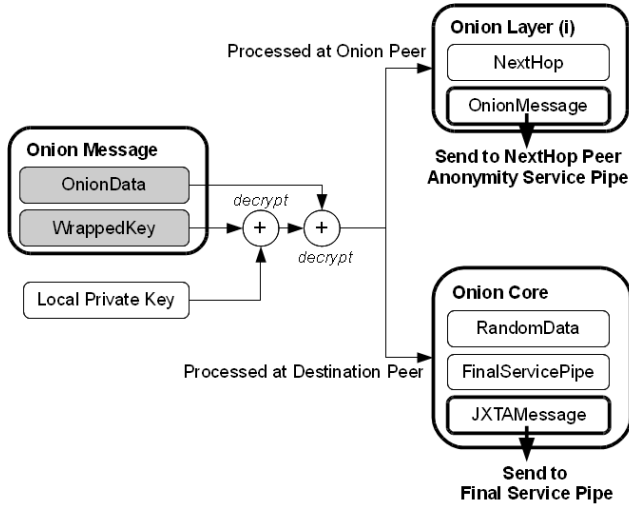 Onion Layer (i)
Processed at Onion Peer
NextHop
OnionMessage
Send to NextHop Peer
Anonymity Service Pipe
Onion Message
OnionData
WrappedKey
decrypt
+
+
decrypt
Local Private Key
Onion Core
RandomData
Processed at Destination Peer
FinalServicePipe
JXTAMessage
Send to
Final Service Pipe